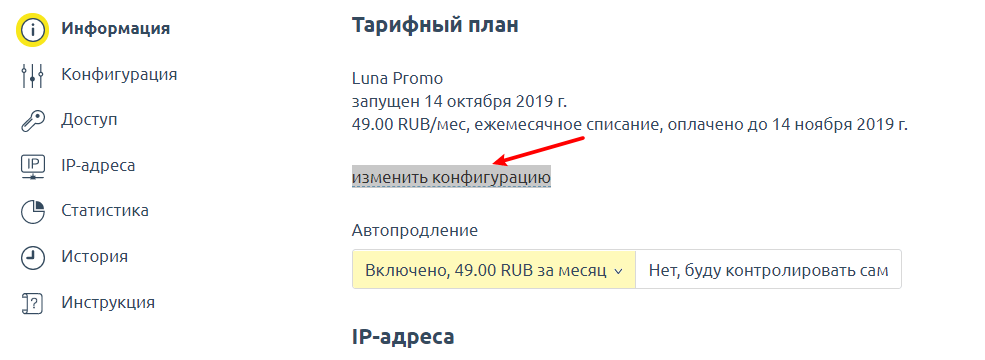 Информация
Конфигурация
Доступ
IP
IP-адреса
Статистика
История
?
Инструкция
Тарифный план
Luna Promo
запущен 14 октября 2019 г.
49.00 RUB/мес, ежемесячное списание, оплачено до 14 ноября 2019 г.
изменить конфигурацию
Автопродление
Включено, 49.00 RUB за месяц
Нет, буду контролировать сам
IP-адреса